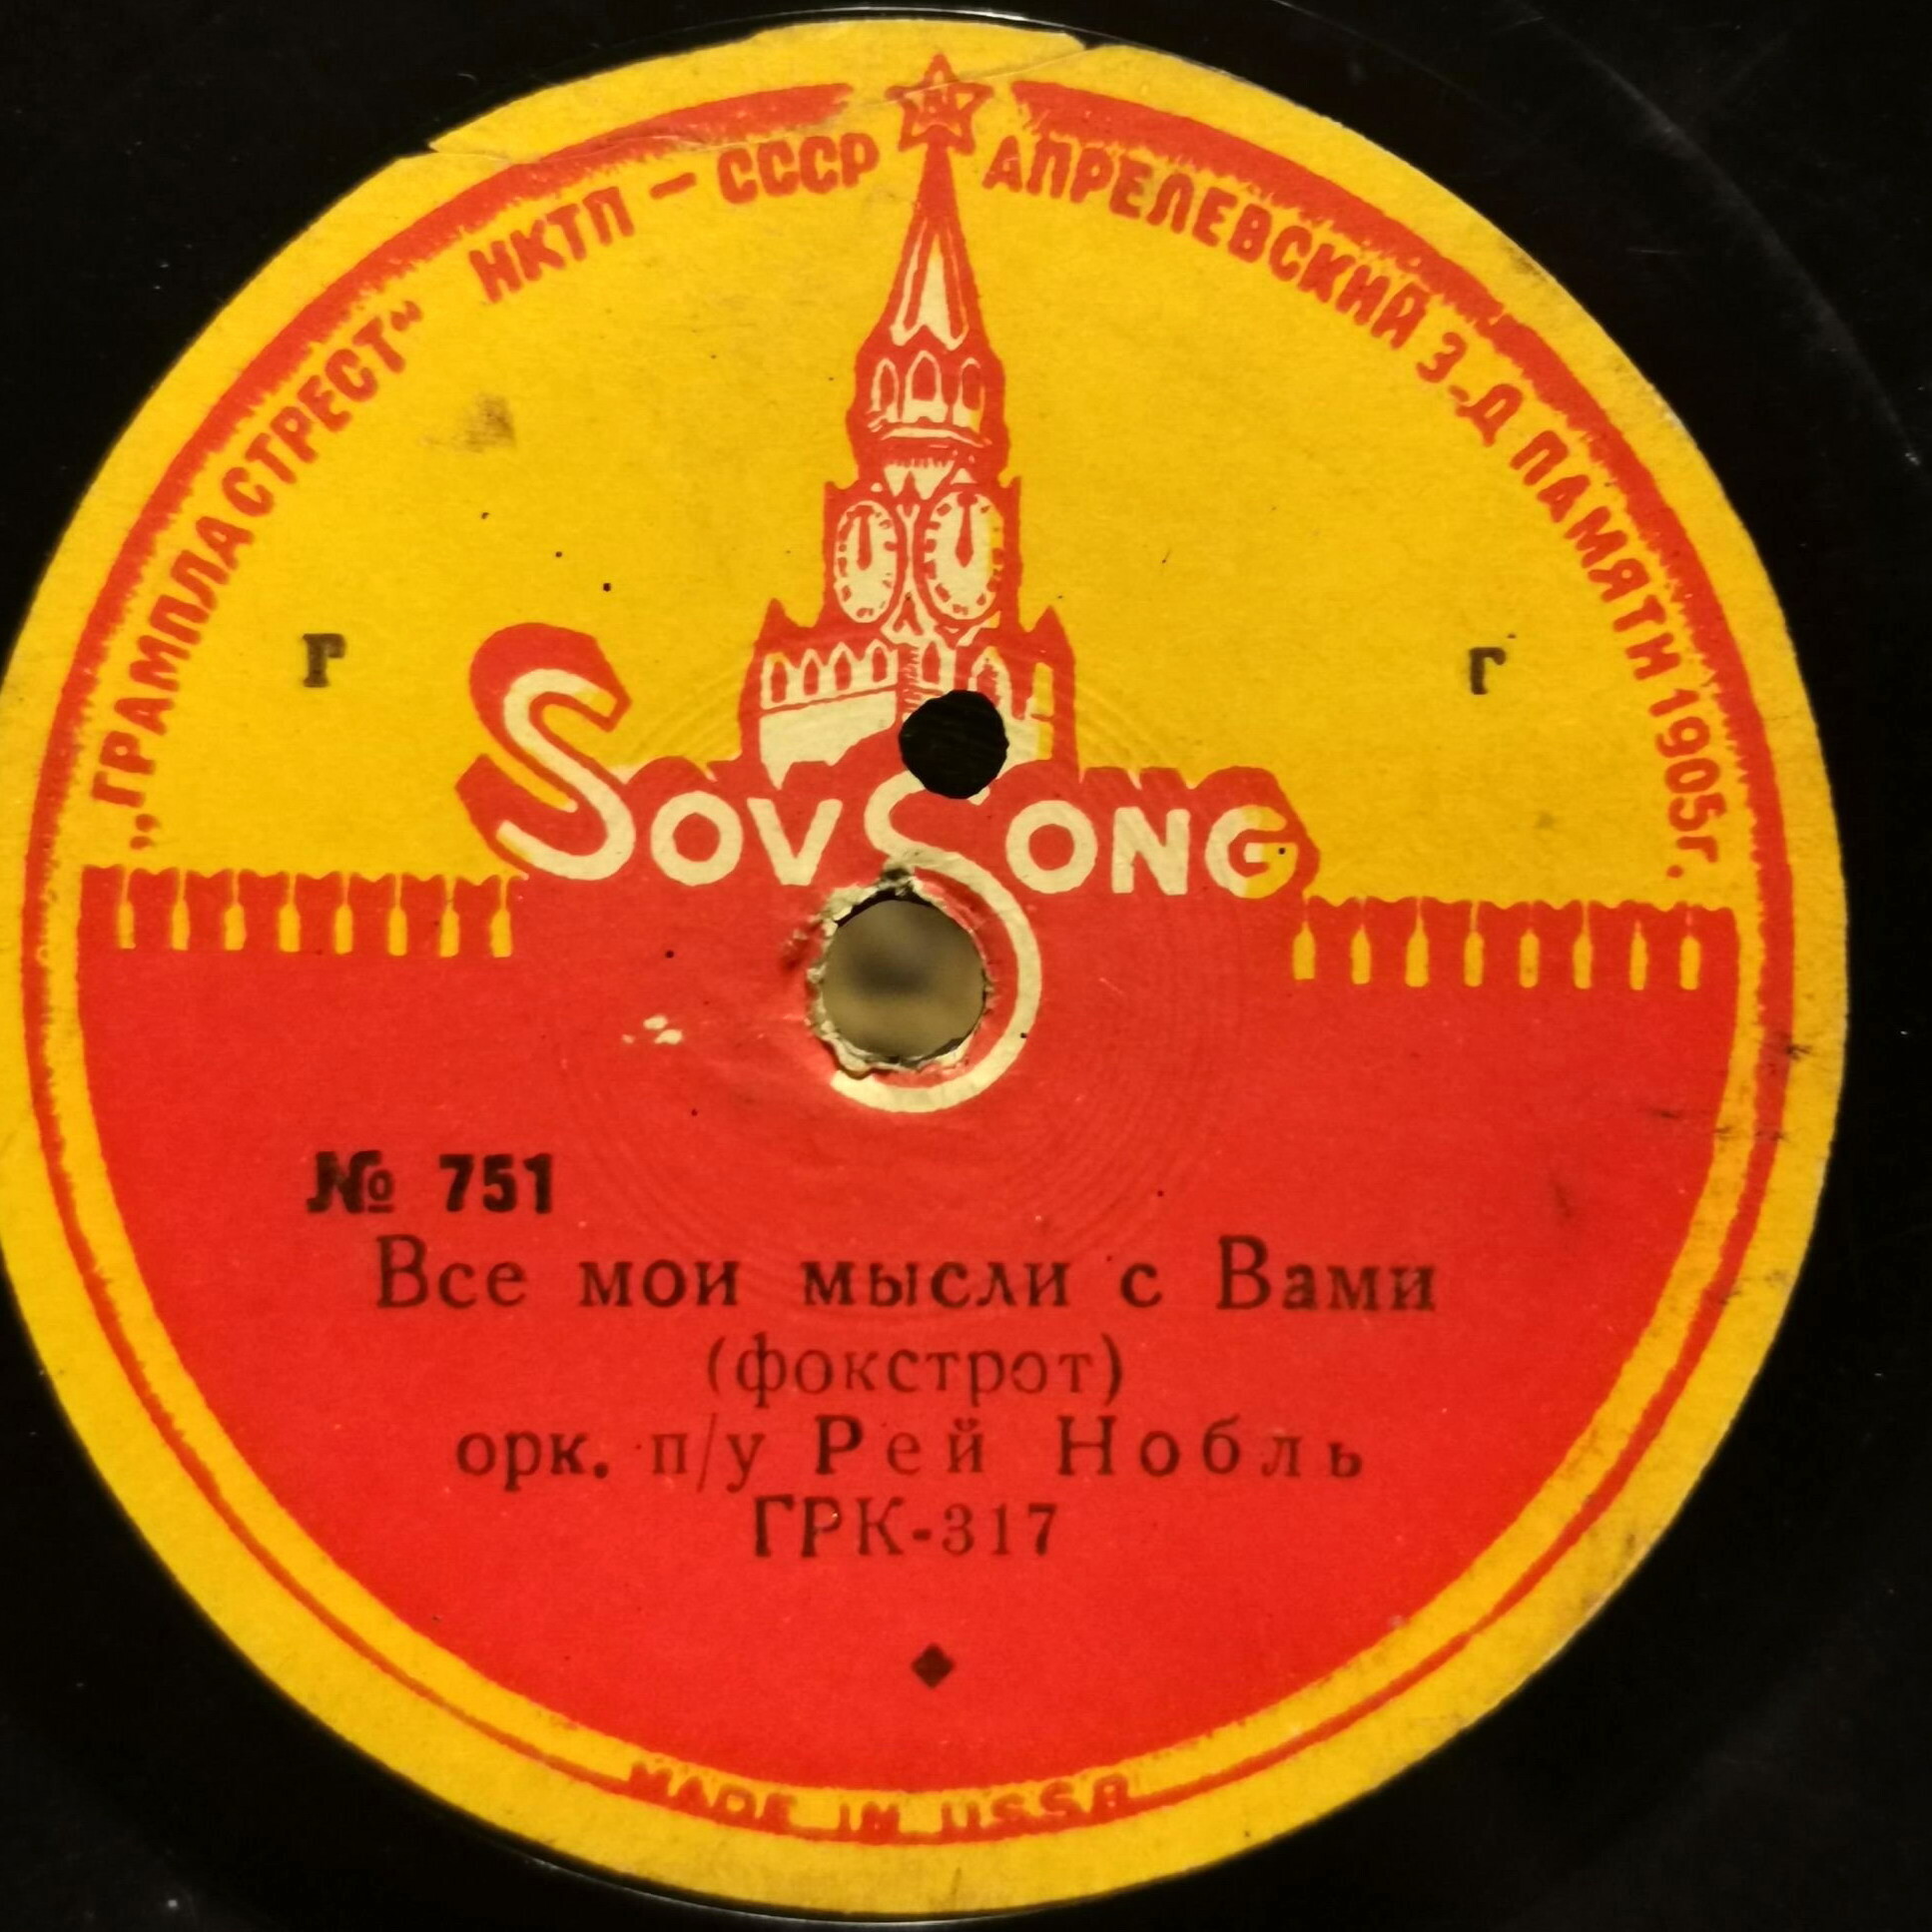 „ГРАМПЛАСТРЕСТ“ НКТП – СССР АПРЕЛЕВСКИЙ З-Д ПАМЯТИ 1905г.
Г Г
SOVSONG
№ 751
Все мои мысли с Вами
(фокстрот)
орк. п/у Рей Нобль
ГРК-317
MADE IN USSR